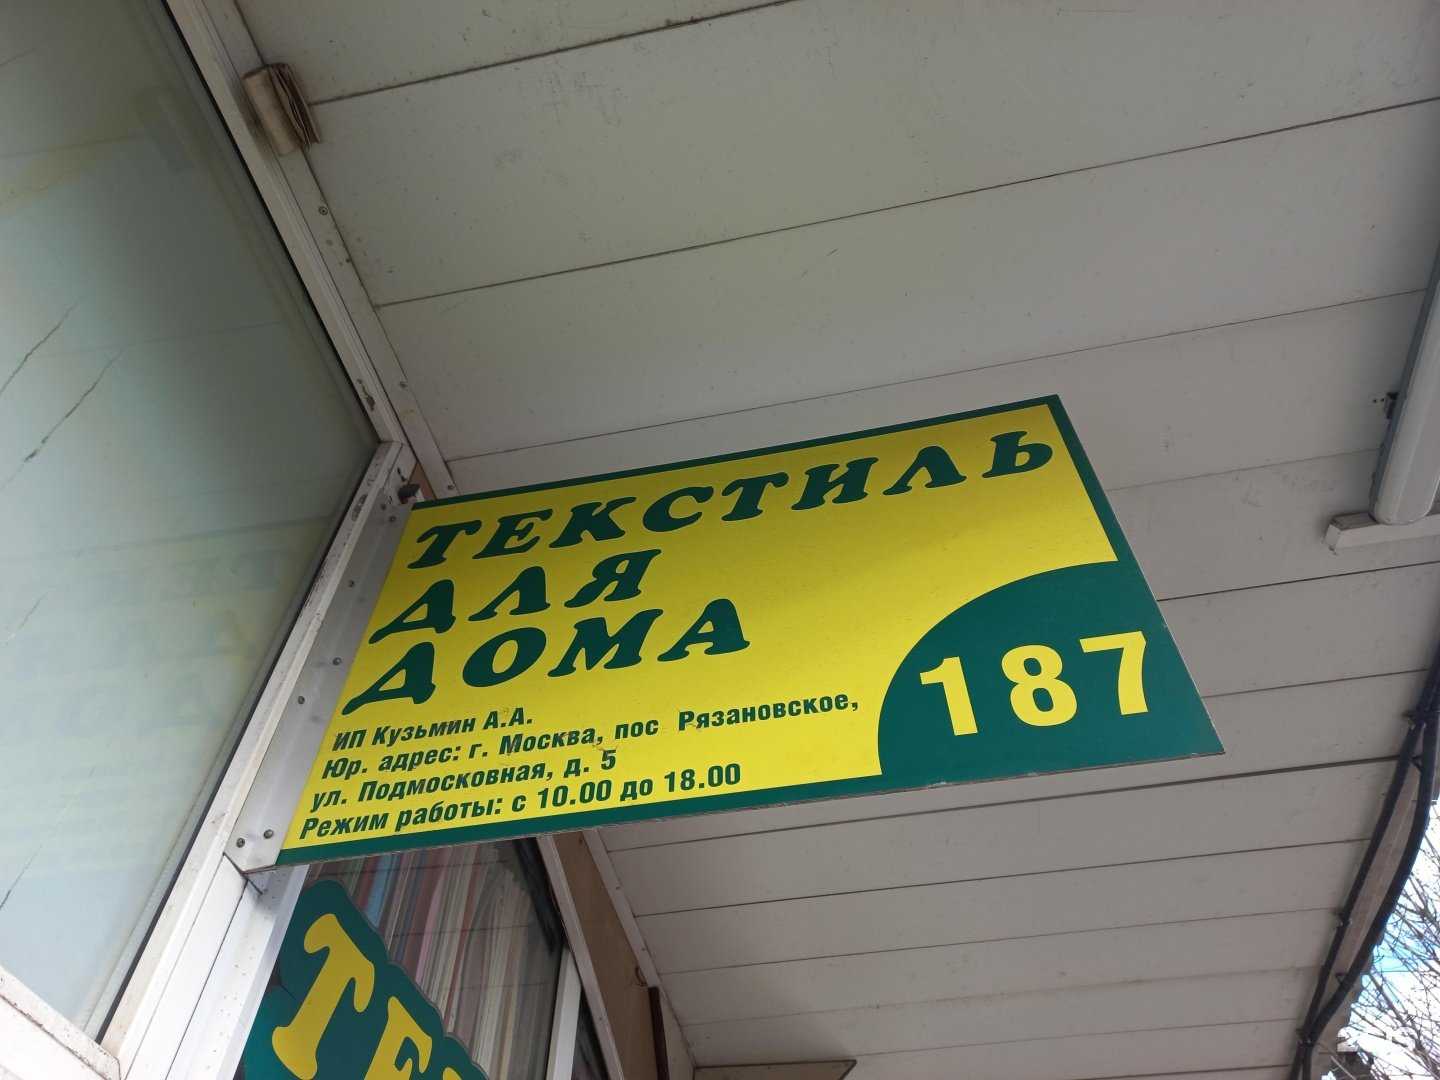 ТЕКСТИЛЬ
ДЛЯ
ДОМА
187
ИП Кузьмин А.А.
Юр. адрес: г. Москва, пос Рязановское,
ул. Подмосковная, д. 5
Режим работы: с 10.00 до 18.00
ТЕ